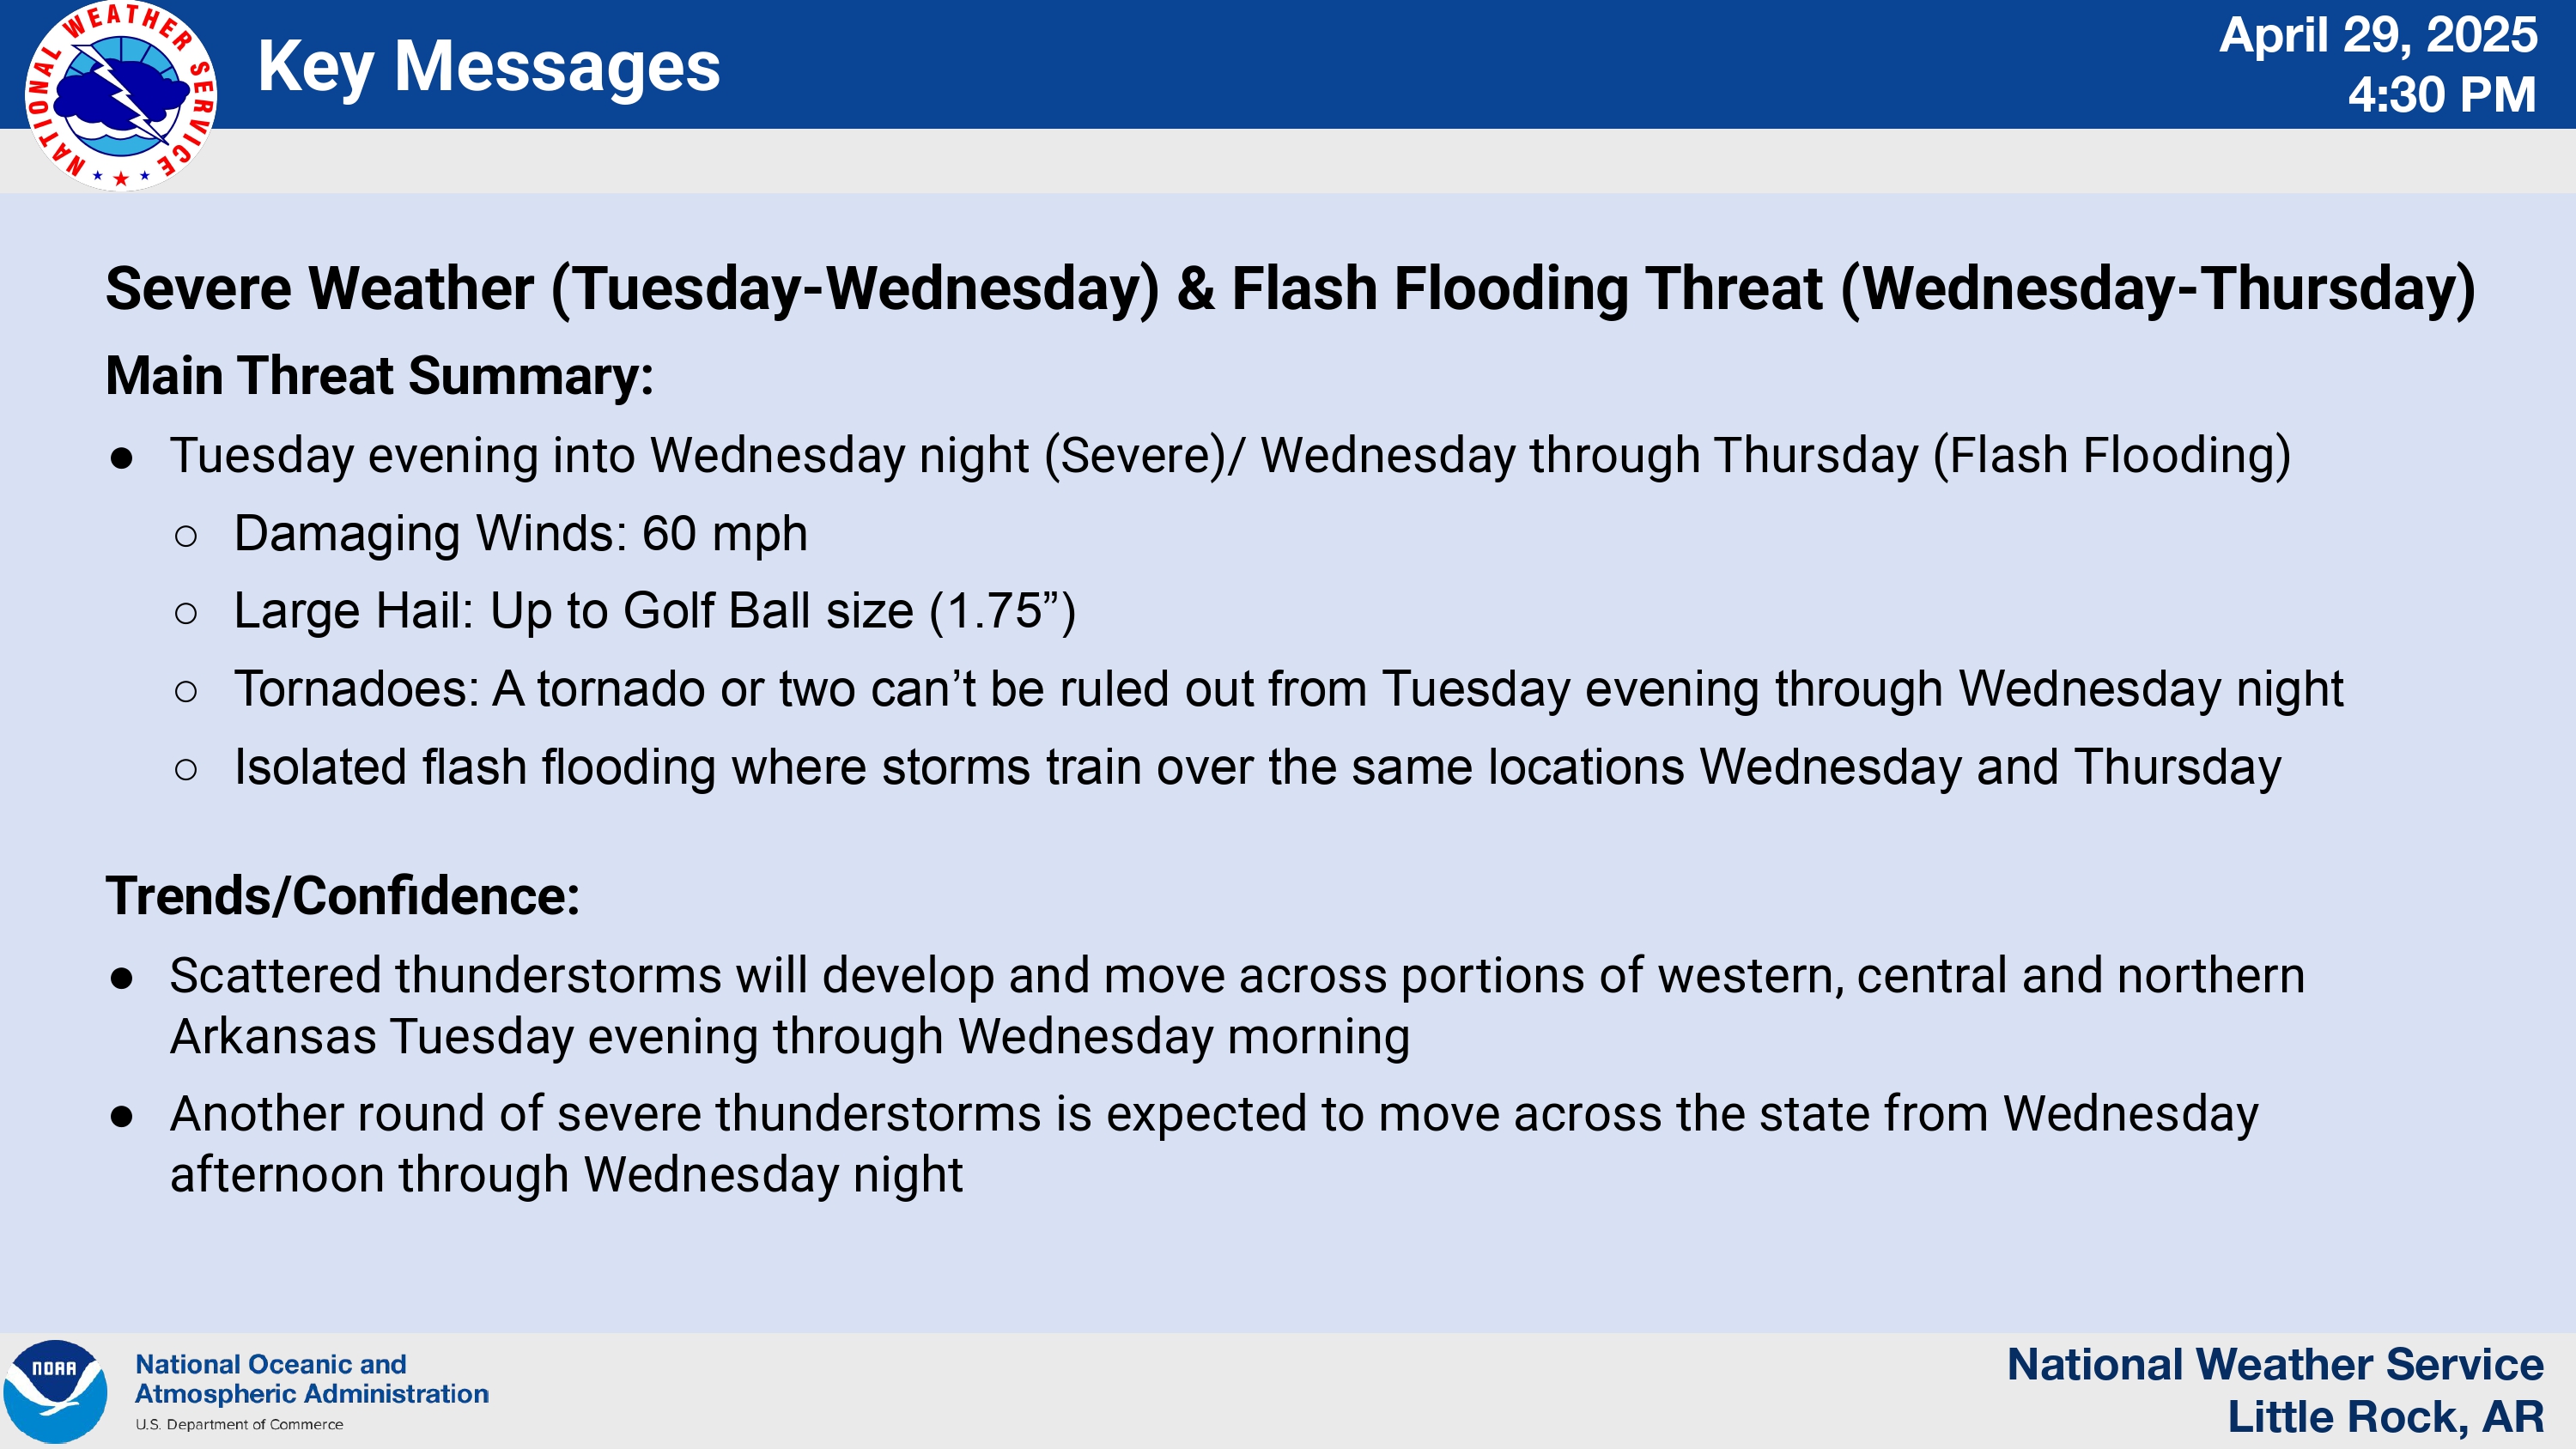 NATIONAL WEATHER SERVICE
Key Messages
April 29, 2025
4:30 PM
Severe Weather (Tuesday-Wednesday) & Flash Flooding Threat (Wednesday-Thursday)
Main Threat Summary:
● Tuesday evening into Wednesday night (Severe)/ Wednesday through Thursday (Flash Flooding)
○ Damaging Winds: 60 mph
○ Large Hail: Up to Golf Ball size (1.75”)
○ Tornadoes: A tornado or two can’t be ruled out from Tuesday evening through Wednesday night
○ Isolated flash flooding where storms train over the same locations Wednesday and Thursday
Trends/Confidence:
● Scattered thunderstorms will develop and move across portions of western, central and northern
Arkansas Tuesday evening through Wednesday morning
● Another round of severe thunderstorms is expected to move across the state from Wednesday
afternoon through Wednesday night
NOAA
National Oceanic and
Atmospheric Administration
U.S. Department of Commerce
National Weather Service
Little Rock, AR